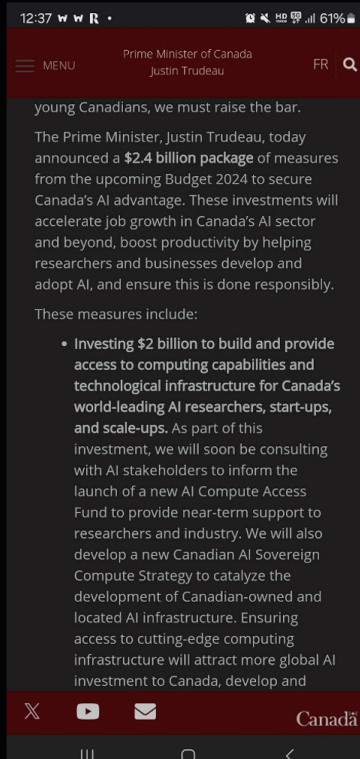 12:37 W W R •
61%
Prime Minister of Canada
MENU
Justin Trudeau
FR
young Canadians, we must raise the bar.
The Prime Minister, Justin Trudeau, today
announced a $2.4 billion package of measures
from the upcoming Budget 2024 to secure
Canada’s AI advantage. These investments will
accelerate job growth in Canada’s AI sector
and beyond, boost productivity by helping
researchers and businesses develop and
adopt AI, and ensure this is done responsibly.
These measures include:
• Investing $2 billion to build and provide
access to computing capabilities and
technological infrastructure for Canada’s
world-leading AI researchers, start-ups,
and scale-ups. As part of this
investment, we will soon be consulting
with AI stakeholders to inform the
launch of a new AI Compute Access
Fund to provide near-term support to
researchers and industry. We will also
develop a new Canadian AI Sovereign
Compute Strategy to catalyze the
development of Canadian-owned and
located AI infrastructure. Ensuring
access to cutting-edge computing
infrastructure will attract more global AI
investment to Canada, develop and
Canada